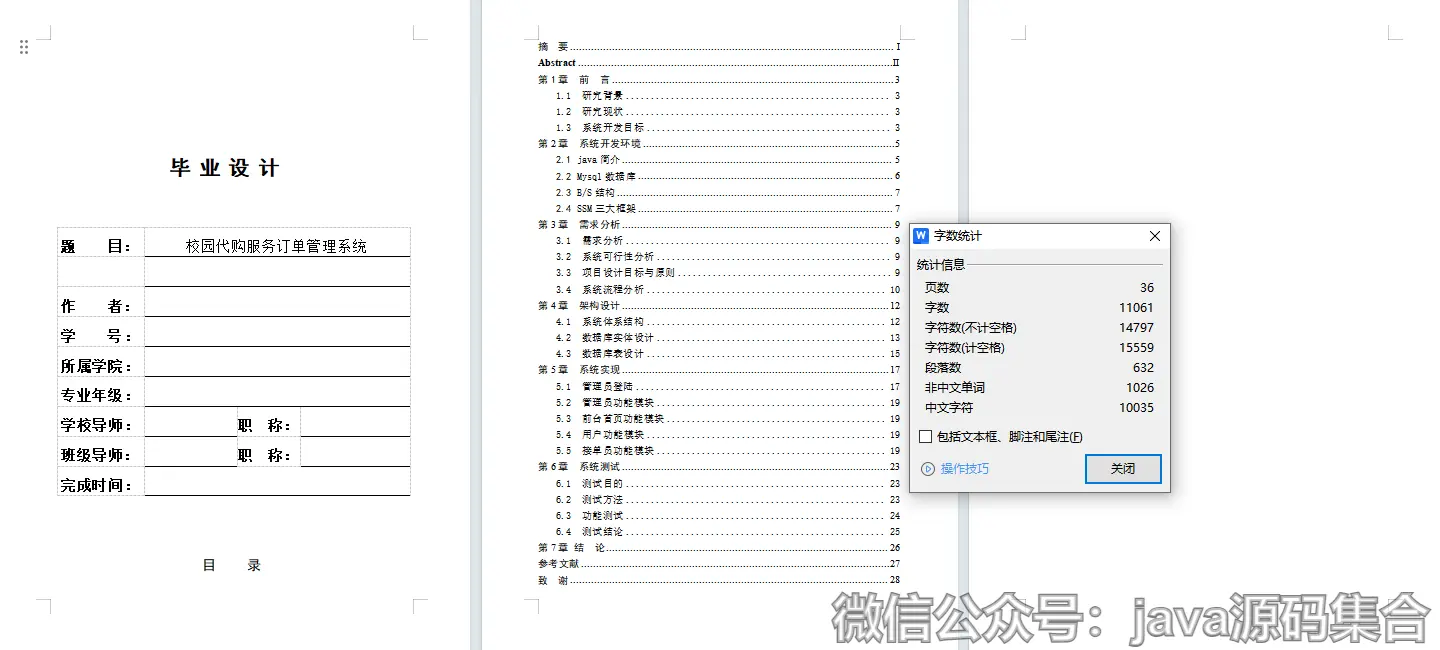 毕 业 设 计
题 目： 校园代购服务订单管理系统
作 者：
学 号：
所属学院：
专业年级：
学校导师： 职 称：
班级导师： 职 称：
完成时间：
目 录
摘 要 I
Abstract II
第 1 章 前 言 3
1.1 研究背景 3
1.2 研究现状 3
1.3 系统开发目标 3
第 2 章 系统开发环境 5
2.1 java 简介 5
2.2 Mysql 数据库 6
2.3 B/S 结构 7
2.4 SSM 三大框架 7
第 3 章 需求分析 9
3.1 需求分析 9
3.2 系统可行性分析 9
3.3 项目设计目标与原则 9
3.4 系统流程分析 10
第 4 章 架构设计 12
4.1 系统体系结构 12
4.2 数据库实体设计 13
4.3 数据库表设计 15
第 5 章 系统实现 17
5.1 管理员登陆 17
5.2 管理员功能模块 19
5.3 前台首页功能模块 19
5.4 用户功能模块 19
5.5 接单员功能模块 19
第 6 章 系统测试 23
6.1 测试目的 23
6.2 测试方法 23
6.3 功能测试 24
6.4 测试结论 25
第 7 章 结 论 26
参考文献 27
致 谢 28
W 字数统计
统计信息
页数 36
字数 11061
字符数(不计空格) 14797
字符数(计空格) 15559
段落数 632
非中文单词 1026
中文字符 10035
包括文本框、脚注和尾注(F)
操作技巧 关闭
微信公众号：java源码集合